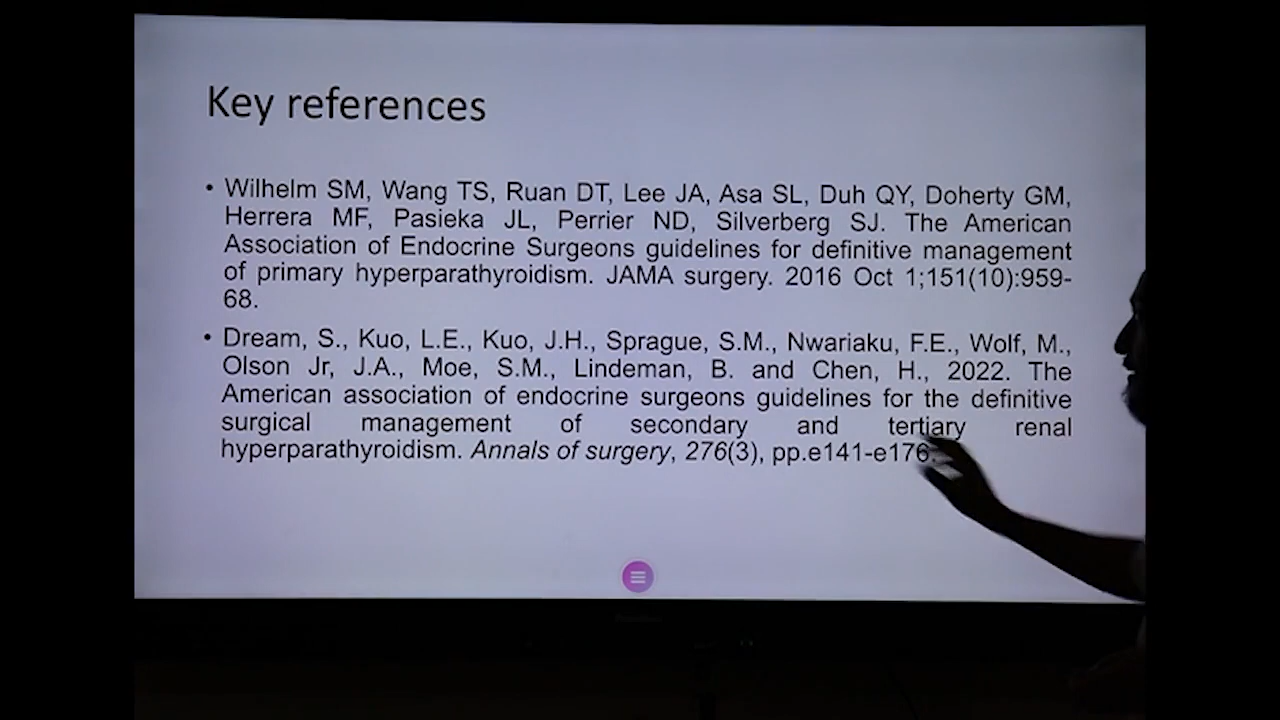 Key references
• Wilhelm SM, Wang TS, Ruan DT, Lee JA, Asa SL, Duh QY, Doherty GM,
Herrera MF, Pasieka JL, Perrier ND, Silverberg SJ. The American
Association of Endocrine Surgeons guidelines for definitive management
of primary hyperparathyroidism. JAMA surgery. 2016 Oct 1;151(10):959-
68.
• Dream, S., Kuo, L.E., Kuo, J.H., Sprague, S.M., Nwariaku, F.E., Wolf, M.,
Olson Jr, J.A., Moe, S.M., Lindeman, B. and Chen, H., 2022. The
American association of endocrine surgeons guidelines for the definitive
surgical management of secondary and tertiary renal
hyperparathyroidism. Annals of surgery, 276(3), pp.e141-e176.